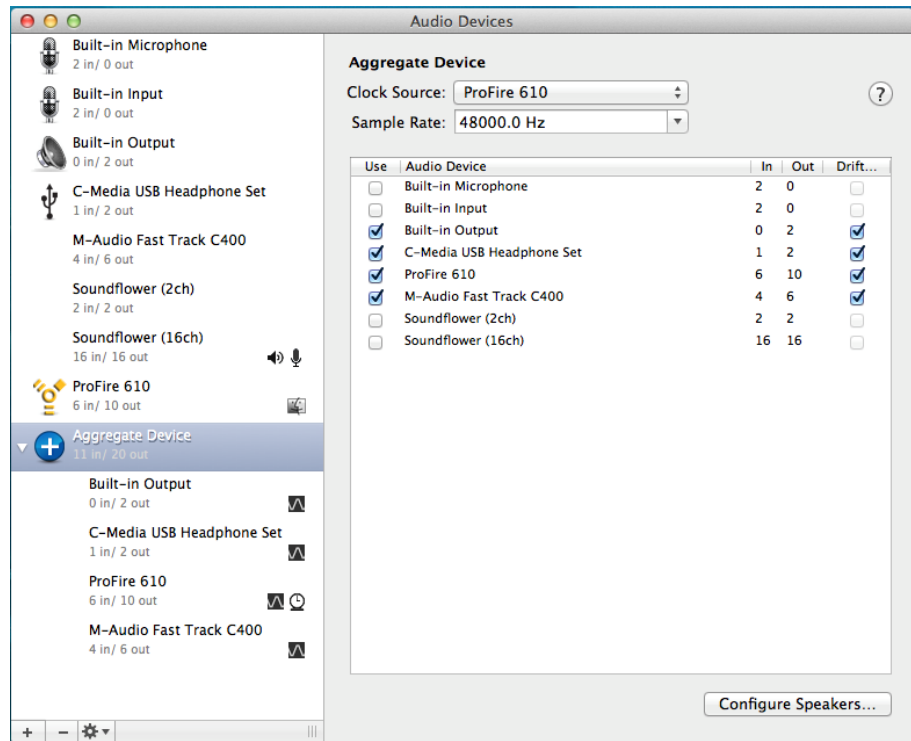 Audio Devices
Built-in Microphone
2 in/ 0 out
Built-in Input
2 in/ 0 out
Built-in Output
0 in/ 2 out
C-Media USB Headphone Set
1 in/ 2 out
M-Audio Fast Track C400
4 in/ 6 out
Soundflower (2ch)
2 in/ 2 out
Soundflower (16ch)
16 in/ 16 out
ProFire 610
6 in/ 10 out
Aggregate Device
11 in/ 20 out
Built-in Output
0 in/ 2 out
C-Media USB Headphone Set
1 in/ 2 out
ProFire 610
6 in/ 10 out
M-Audio Fast Track C400
4 in/ 6 out
Aggregate Device
Clock Source: ProFire 610
?
Sample Rate: 48000.0 Hz
Use Audio Device In Out Drift...
Built-in Microphone 2 0
Built-in Input 2 0
Built-in Output 0 2
C-Media USB Headphone Set 1 2
ProFire 610 6 10
M-Audio Fast Track C400 4 6
Soundflower (2ch) 2 2
Soundflower (16ch) 16 16
Configure Speakers...